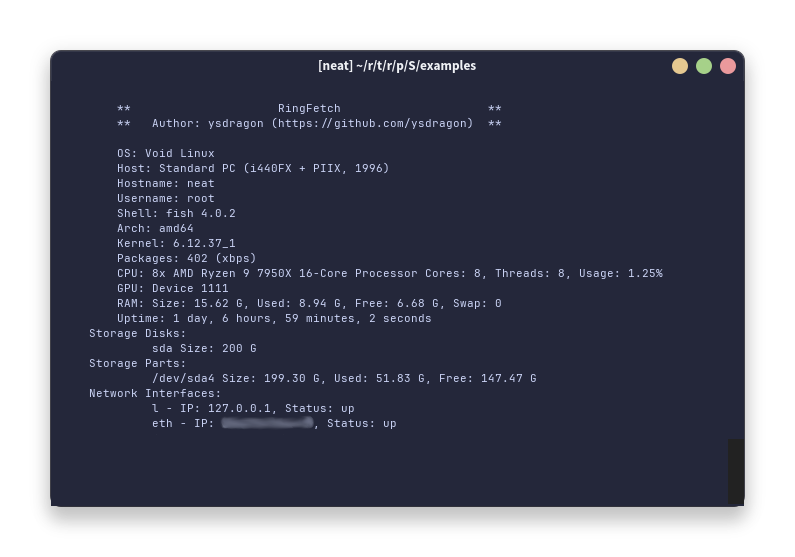 [neat] ~/r/t/r/p/S/examples
** RingFetch **
** Author: ysdragon (https://github.com/ysdragon) **
OS: Void Linux
Host: Standard PC (i440FX + PIIX, 1996)
Hostname: neat
Username: root
Shell: fish 4.0.2
Arch: amd64
Kernel: 6.12.37_1
Packages: 402 (xbps)
CPU: 8x AMD Ryzen 9 7950X 16-Core Processor Cores: 8, Threads: 8, Usage: 1.25%
GPU: Device 1111
RAM: Size: 15.62 G, Used: 8.94 G, Free: 6.68 G, Swap: 0
Uptime: 1 day, 6 hours, 59 minutes, 2 seconds
Storage Disks:
sda Size: 200 G
Storage Parts:
/dev/sda4 Size: 199.30 G, Used: 51.83 G, Free: 147.47 G
Network Interfaces:
l - IP: 127.0.0.1, Status: up
eth - IP: , Status: up